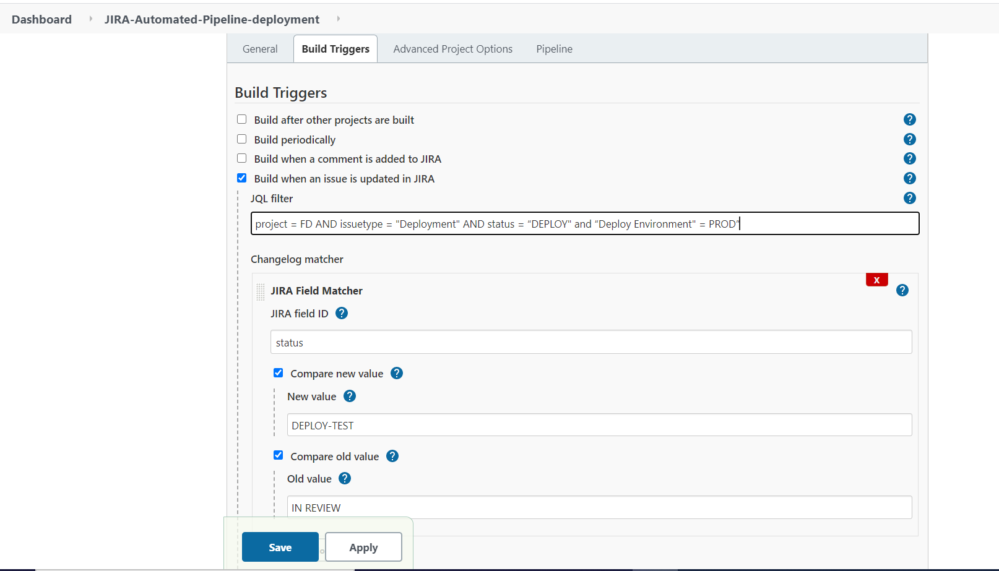 Dashboard JIRA-Automated-Pipeline-deployment
General Build Triggers Advanced Project Options Pipeline
Build Triggers
Build after other projects are built ?
Build periodically ?
Build when a comment is added to JIRA ?
Build when an issue is updated in JIRA ?
JQL filter ?
project = FD AND issuetype = "Deployment" AND status = “DEPLOY" and “Deploy Environment" = PROD”
Changelog matcher
X
JIRA Field Matcher ?
JIRA field ID ?
status
Compare new value ?
New value ?
DEPLOY-TEST
Compare old value ?
Old value ?
IN REVIEW
Save Apply